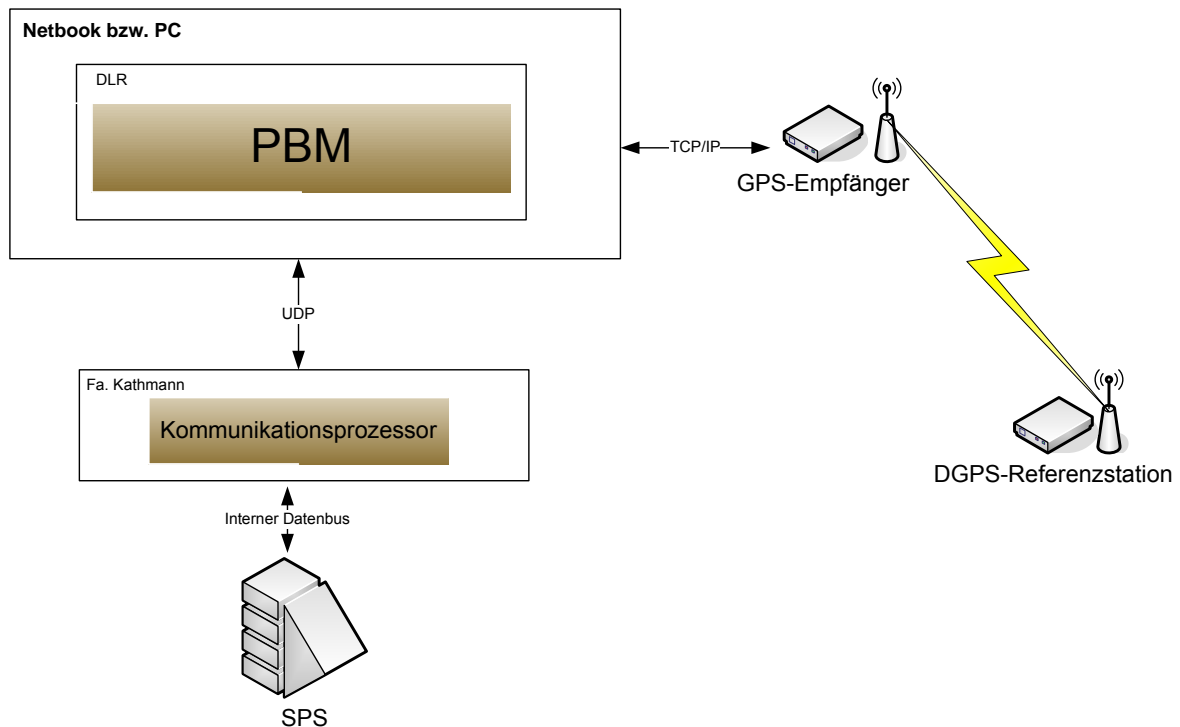 Netbook bzw. PC
DLR
PBM
TCP/IP
GPS-Empfänger
UDP
Fa. Kathmann
Kommunikationsprozessor
DGPS-Referenzstation
Interner Datenbus
SPS